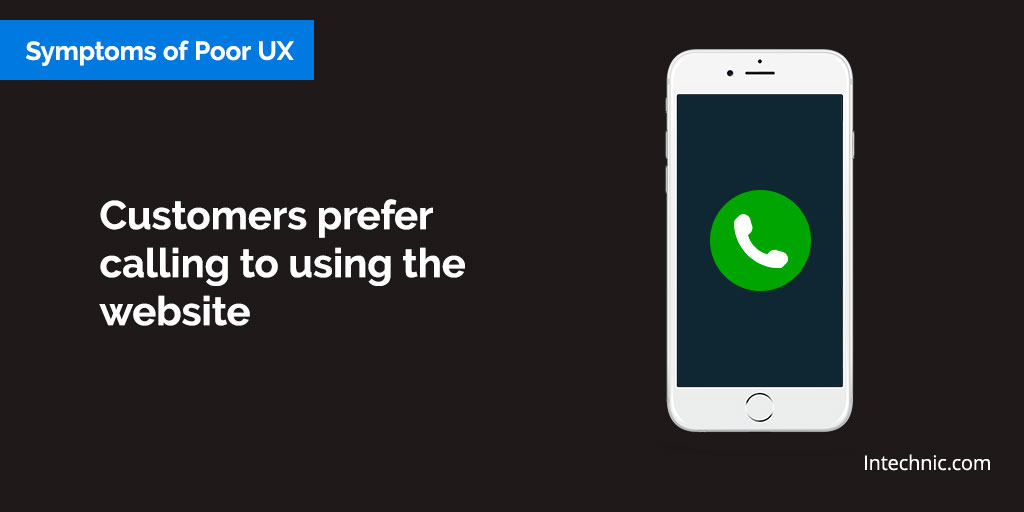 Symptoms of Poor UX
Customers prefer
calling to using the
website
Intechnic.com